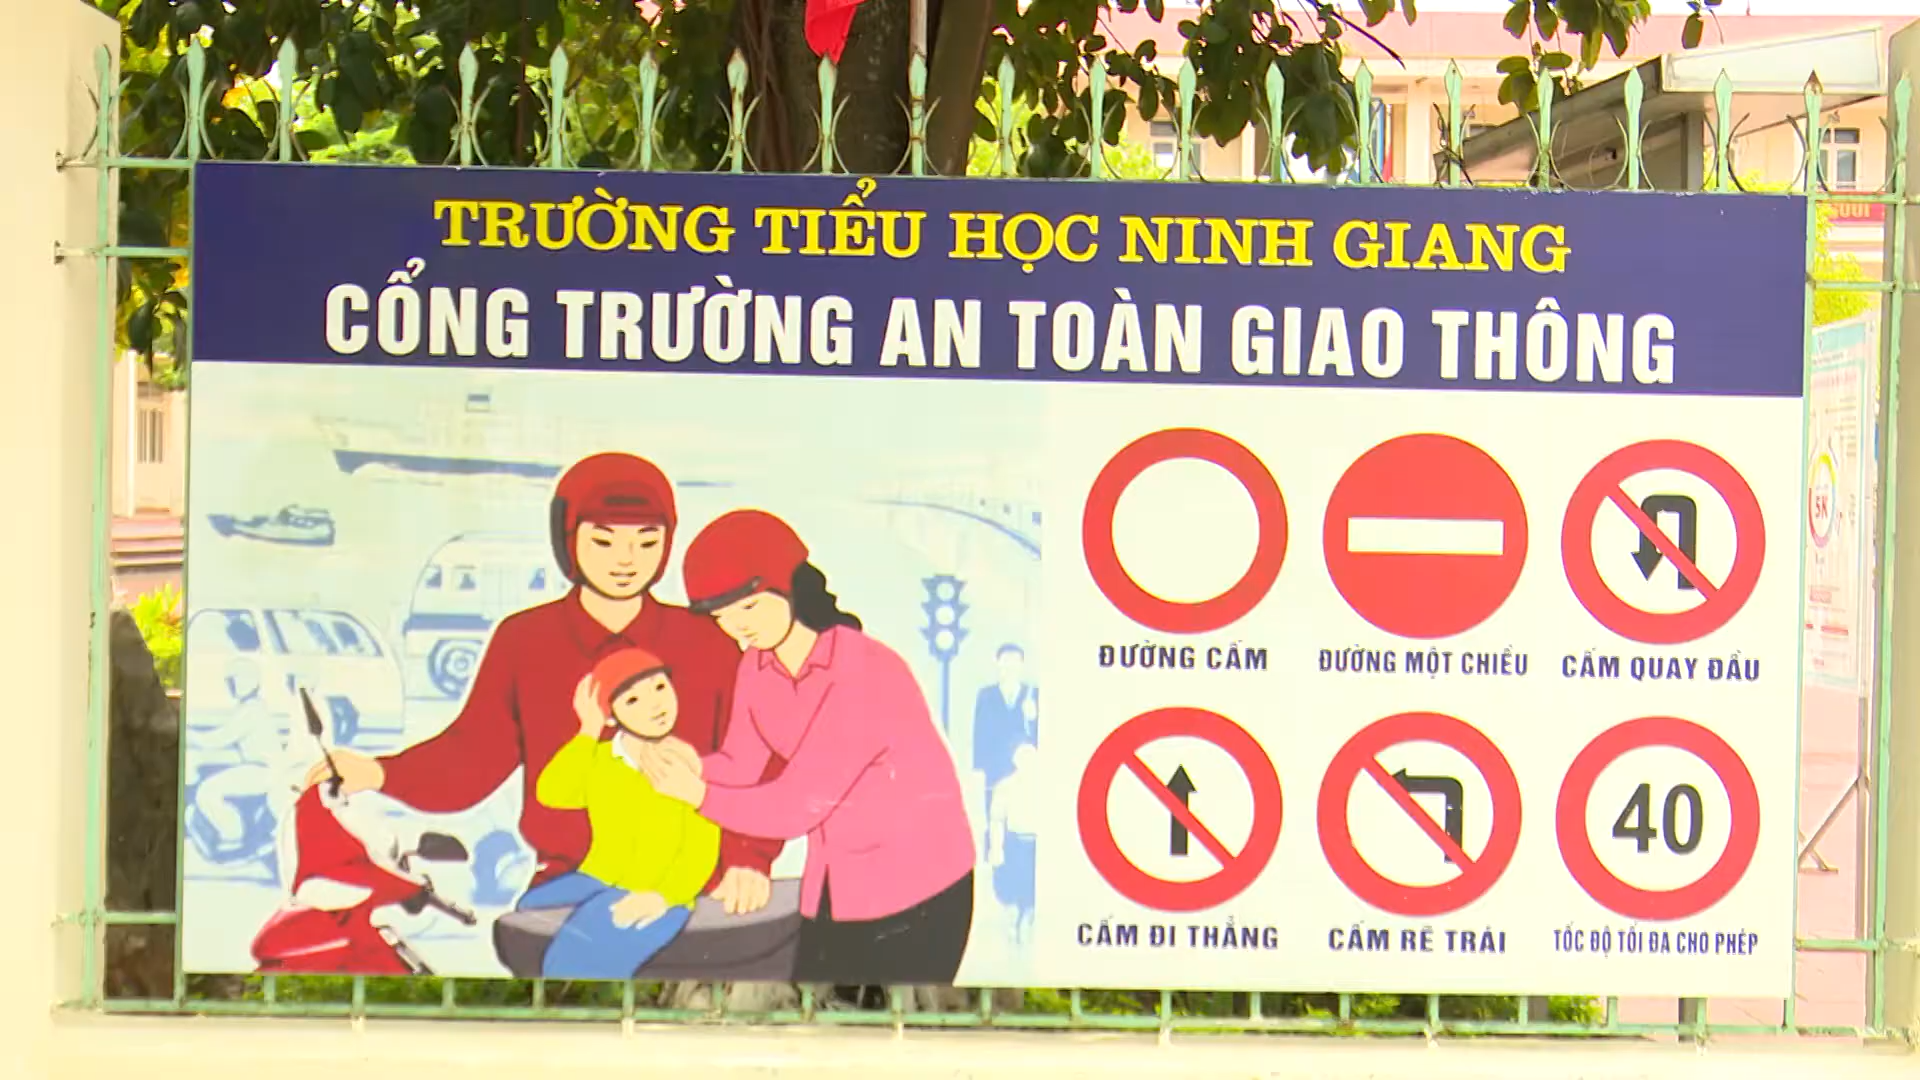 TRƯỜNG TIỂU HỌC NINH GIANG
CỔNG TRƯỜNG AN TOÀN GIAO THÔNG
ĐƯỜNG CẤM
ĐƯỜNG MỘT CHIỀU
CẤM QUAY ĐẦU
40
CẤM ĐI THẲNG
CẤM RẼ TRÁI
TỐC ĐỘ TỐI ĐA CHO PHÉP
5K